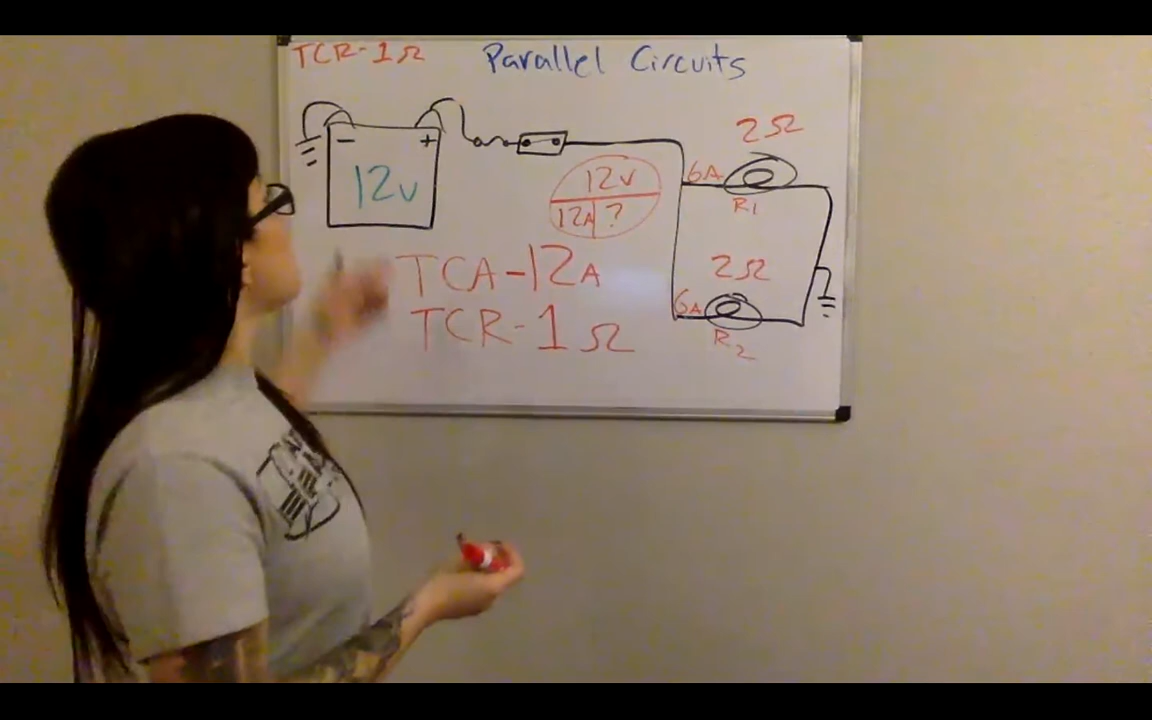 TCR-1Ω
Parallel Circuits
2Ω
- +
12v
12v
12A ?
6A
R1
TCA-12A
2Ω
TCR-1Ω
6A
R2